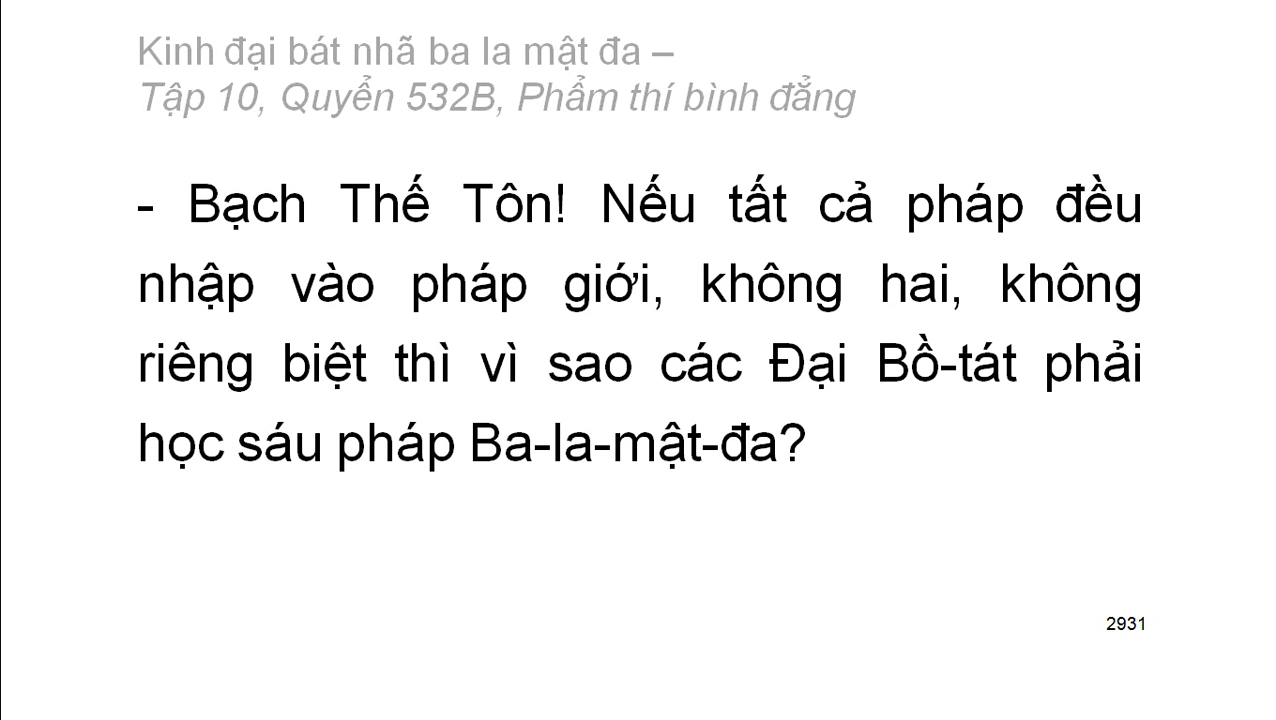 Kinh đại bát nhã ba la mật đa –
Tập 10, Quyển 532B, Phẩm thí bình đẳng
- Bạch Thế Tôn! Nếu tất cả pháp đều
nhập vào pháp giới, không hai, không
riêng biệt thì vì sao các Đại Bồ-tát phải
học sáu pháp Ba-la-mật-đa?
2931